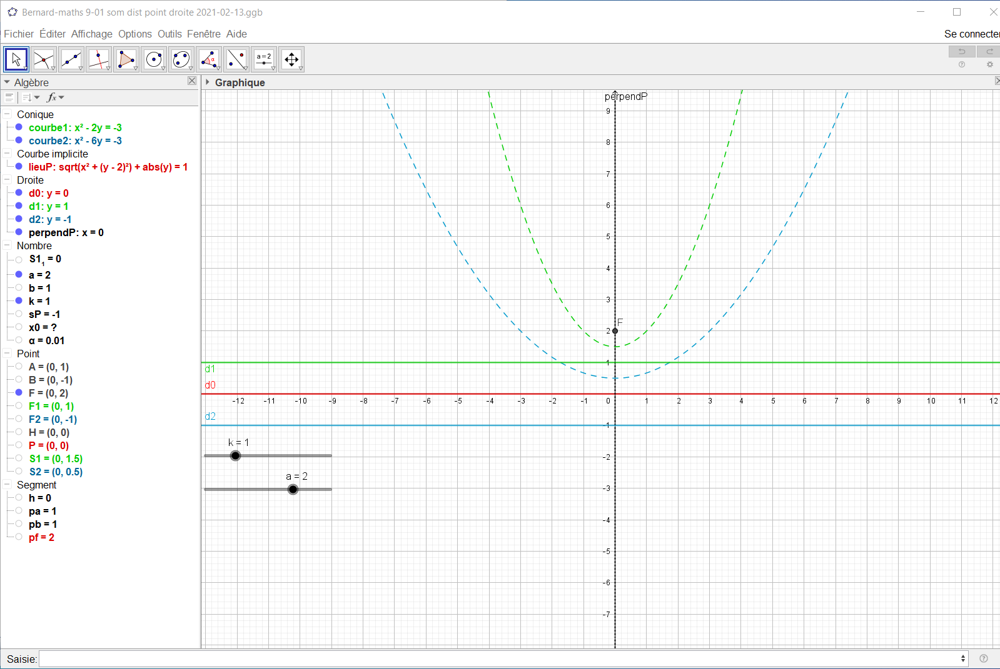 Bernard-maths 9-01 som dist point droite 2021-02-13.ggb
Fichier Éditer Affichage Options Outils Fenêtre Aide
Se connecter
a = 2
Algèbre
Graphique
fx
Conique
courbe1: x² - 2y = -3
courbe2: x² - 6y = -3
Courbe implicite
lieuP: sqrt(x² + (y - 2)²) + abs(y) = 1
Droite
d0: y = 0
d1: y = 1
d2: y = -1
perpendP: x = 0
Nombre
S1₁ = 0
a = 2
b = 1
k = 1
sP = -1
x0 = ?
α = 0.01
Point
A = (0, 1)
B = (0, -1)
F = (0, 2)
F1 = (0, 1)
F2 = (0, -1)
H = (0, 0)
P = (0, 0)
S1 = (0, 1.5)
S2 = (0, 0.5)
Segment
h = 0
pa = 1
pb = 1
pf = 2
perpendP
9
8
7
6
5
4
3
F
2
1
d1
d0
-12 -11 -10 -9 -8 -7 -6 -5 -4 -3 -2 -1 0 1 2 3 4 5 6 7 8 9 10 11 12
d2
-1
k = 1
-2
a = 2
-3
-4
-5
-6
-7
Saisie: